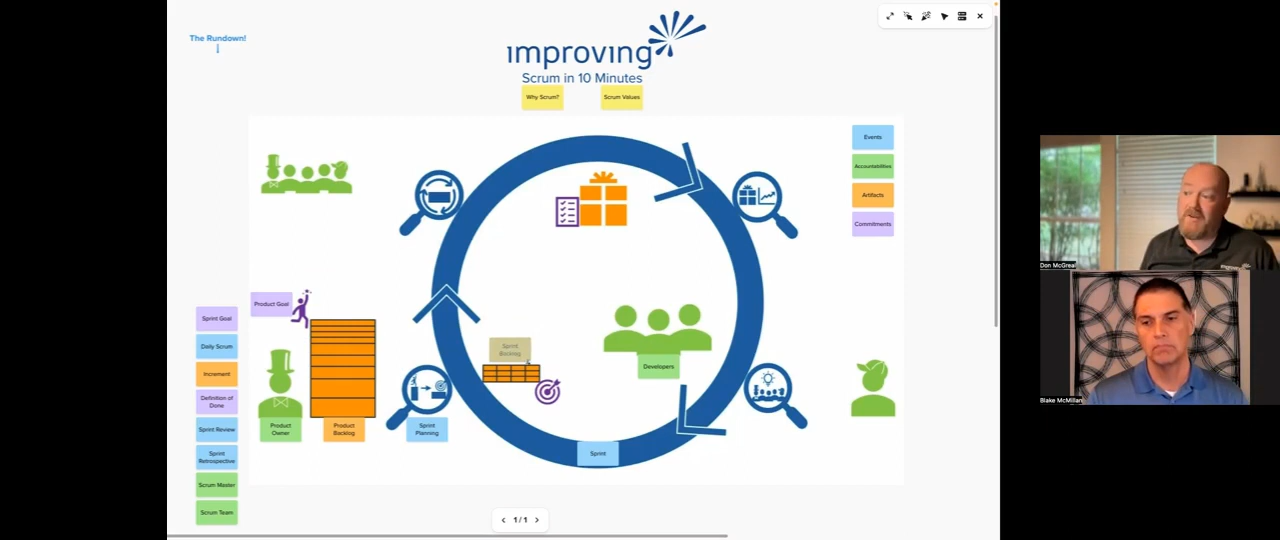 The Rundown!
improving
Scrum in 10 Minutes
Why Scrum?
Scrum Values
Events
Accountabilities
Artifacts
Commitments
Product Goal
Sprint Goal
Daily Scrum
Increment
Definition of
Done
Sprint Review
Sprint
Retrospective
Scrum Master
Scrum Team
Product
Owner
Product
Backlog
Sprint
Planning
Sprint
Backlog
Developers
Sprint
1/1
Don McGreal
improving
Blake McMillan